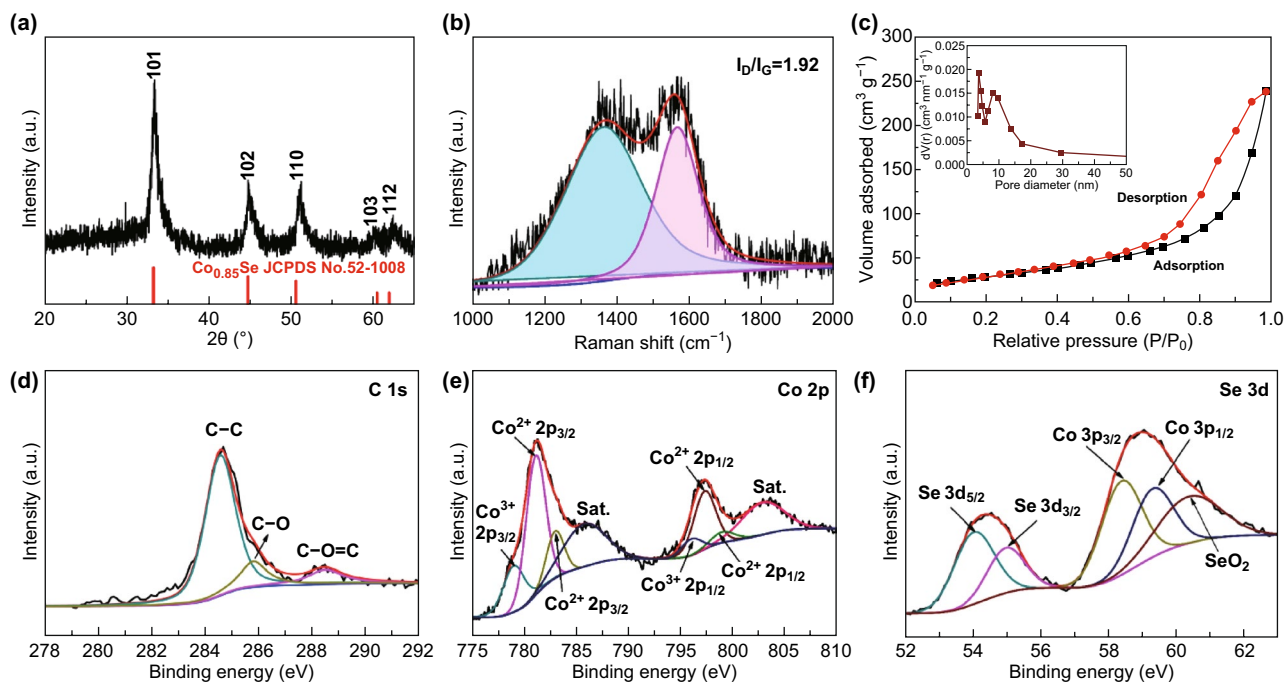 (a)
Intensity (a.u.)
101
102
110
103
112
Co0.85Se JCPDS No.52-1008
20 30 40 50 60
2θ (°)
(b)
ID/IG=1.92
Intensity (a.u.)
1000 1200 1400 1600 1800 2000
Raman shift (cm−1)
(c)
Volume adsorbed (cm3 g−1)
300
250
200
150
100
50
0
0.0 0.2 0.4 0.6 0.8 1.0
Relative pressure (P/P0)
Desorption
Adsorption
dV(r) (cm3 nm−1 g−1)
0.025
0.020
0.015
0.010
0.005
0.000
0 10 20 30 40 50
Pore diameter (nm)
(d)
C 1s
Intensity (a.u.)
C−C
C−O
C−O=C
278 280 282 284 286 288 290 292
Binding energy (eV)
(e)
Co 2p
Intensity (a.u.)
Co2+ 2p3/2
Co3+
2p3/2
Sat.
Co2+ 2p3/2
Co2+ 2p1/2
Sat.
Co3+ 2p1/2
Co2+ 2p1/2
775 780 785 790 795 800 805 810
Binding energy (eV)
(f)
Se 3d
Intensity (a.u.)
Se 3d5/2
Se 3d3/2
Co 3p3/2
Co 3p1/2
SeO2
52 54 56 58 60 62
Binding energy (eV)